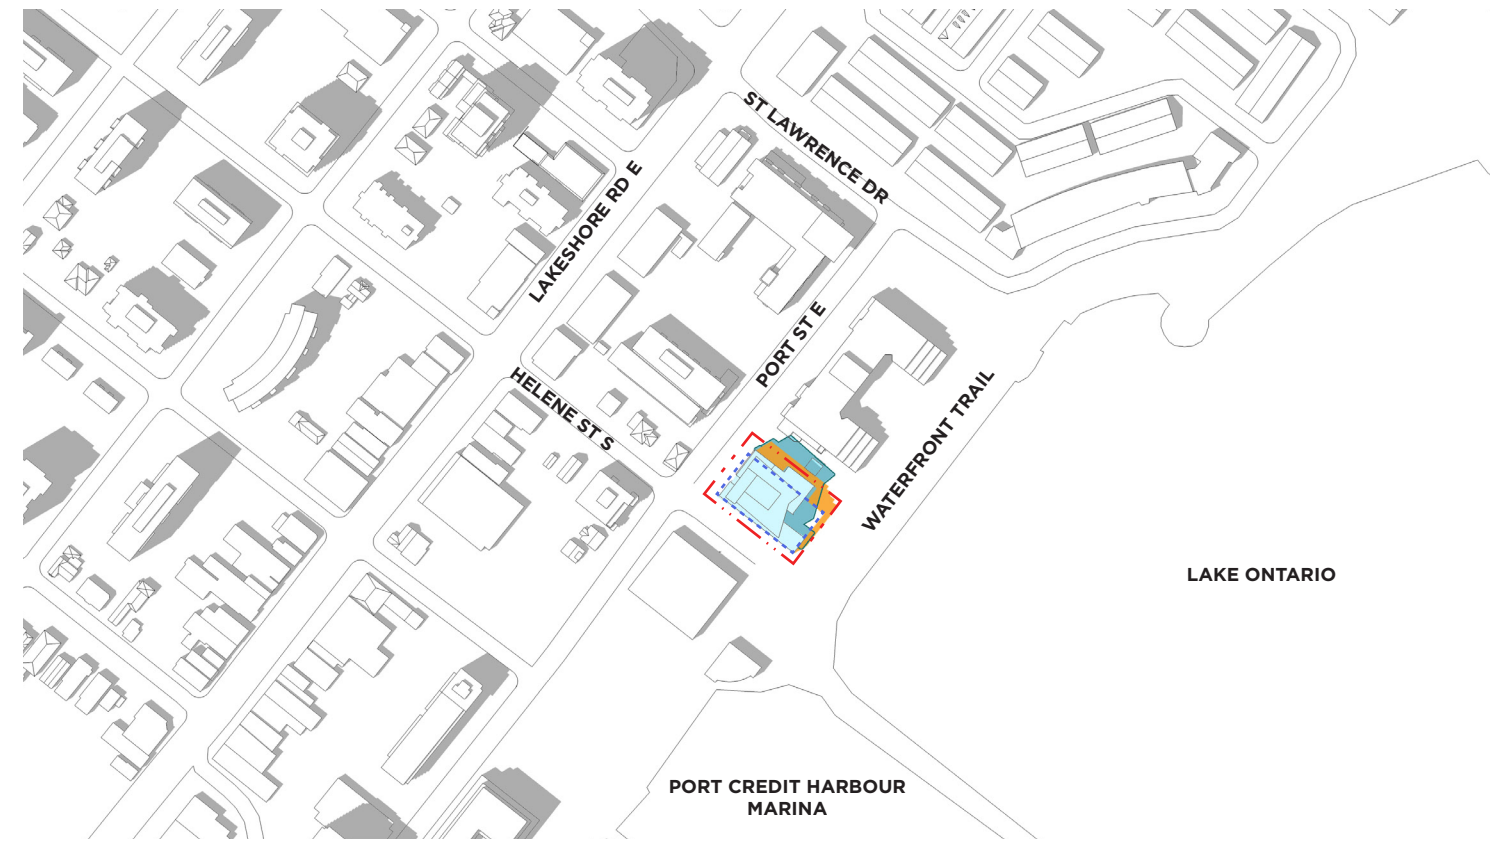 ST LAWRENCE DR
LAKESHORE RD E
PORT ST E
HELENE ST S
WATERFRONT TRAIL
LAKE ONTARIO
PORT CREDIT HARBOUR
MARINA